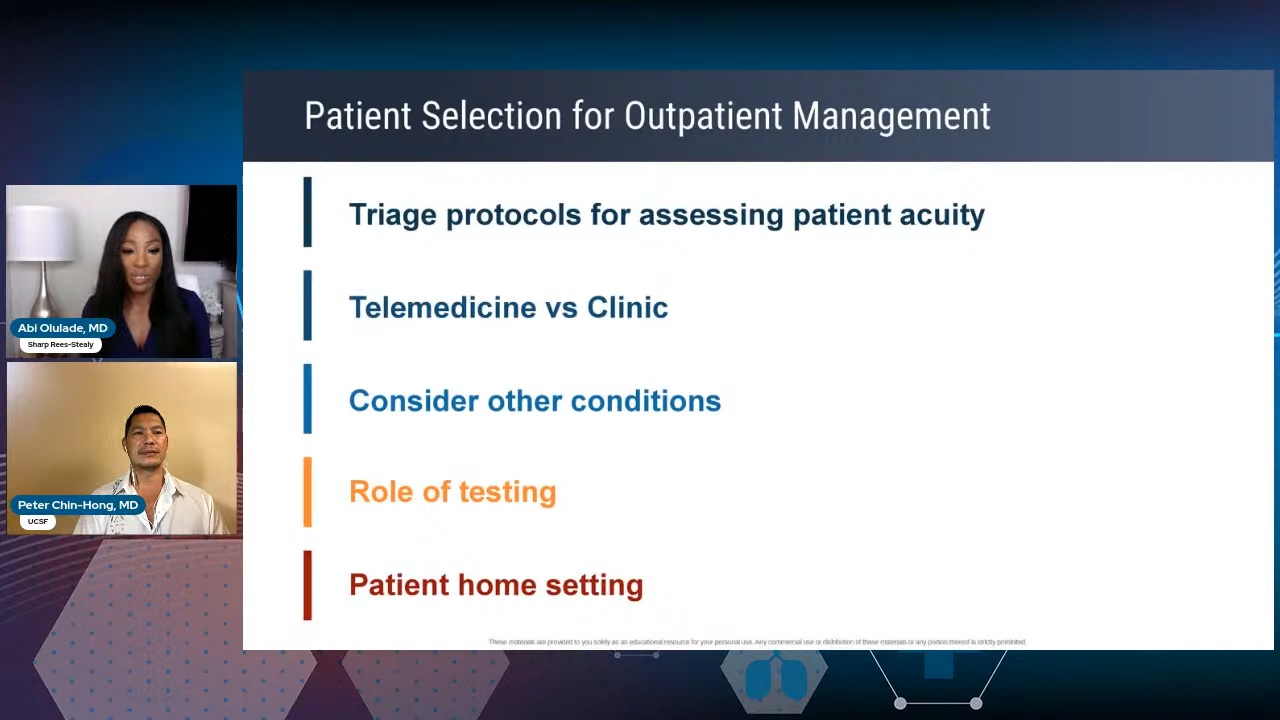 Patient Selection for Outpatient Management
Triage protocols for assessing patient acuity
Telemedicine vs Clinic
Consider other conditions
Role of testing
Patient home setting
These materials are provided to you solely as an educational resource for your personal use. Any commercial use or distribution of these materials or any portion thereof is strictly prohibited.
Abi Olulade, MD
Sharp Rees-Stealy
Peter Chin-Hong, MD
UCSF